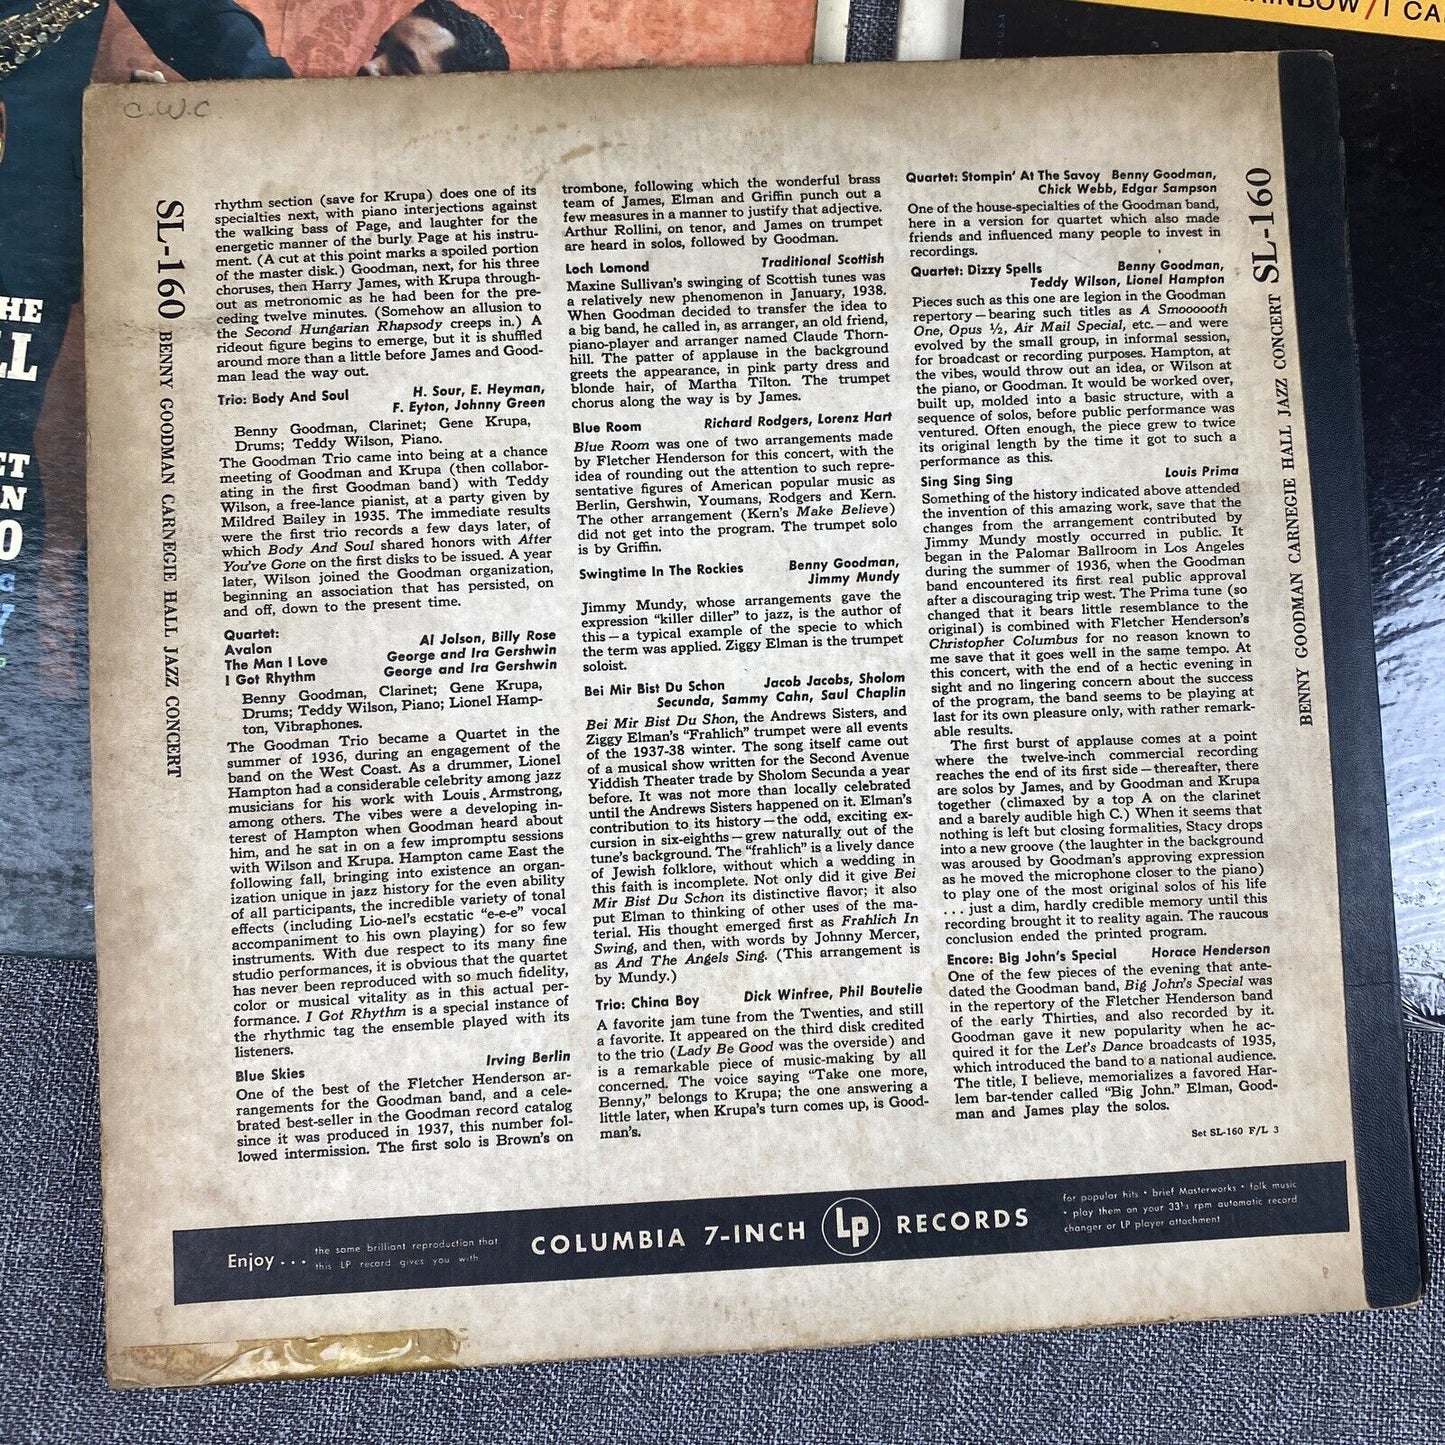 THE
LL
ET
N
O
RAINBOW / I CA
USA
C.W.C.
SL-160 BENNY GOODMAN CARNEGIE HALL JAZZ CONCERT
rhythm section (save for Krupa) does one of its
specialties next, with piano interjections against
the walking bass of Page, and laughter for the
energetic manner of the burly Page at his instru-
ment. (A cut at this point marks a spoiled portion
of the master disk.) Goodman, next, for his three
choruses, then Harry James, with Krupa through-
out as metronomic as he had been for the pre-
ceding twelve minutes. (Somehow an allusion to
the Second Hungarian Rhapsody creeps in.) A
rideout figure begins to emerge, but it is shuffled
around more than a little before James and Good-
man lead the way out.
Trio: Body And Soul H. Sour, E. Heyman,
F. Eyton, Johnny Green
Benny Goodman, Clarinet; Gene Krupa,
Drums; Teddy Wilson, Piano.
The Goodman Trio came into being at a chance
meeting of Goodman and Krupa (then collabor-
ating in the first Goodman band) with Teddy
Wilson, a free-lance pianist, at a party given by
Mildred Bailey in 1935. The immediate results
were the first trio records a few days later, of
which Body And Soul shared honors with After
You've Gone on the first disks to be issued. A year
later, Wilson joined the Goodman organization,
beginning an association that has persisted, on
and off, down to the present time.
Quartet:
Avalon Al Jolson, Billy Rose
The Man I Love George and Ira Gershwin
I Got Rhythm George and Ira Gershwin
Benny Goodman, Clarinet; Gene Krupa,
Drums; Teddy Wilson, Piano; Lionel Hamp-
ton, Vibraphones.
The Goodman Trio became a Quartet in the
summer of 1936, during an engagement of the
band on the West Coast. As a drummer, Lionel
Hampton had a considerable celebrity among jazz
musicians for his work with Louis Armstrong,
among others. The vibes were a developing in-
terest of Hampton when Goodman heard about
him, and he sat in on a few impromptu sessions
with Wilson and Krupa. Hampton came East the
following fall, bringing into existence an organ-
ization unique in jazz history for the even ability
of all participants, the incredible variety of tonal
effects (including Lio-nel's ecstatic "e-e-e" vocal
accompaniment to his own playing) for so few
instruments. With due respect to its many fine
studio performances, it is obvious that the quartet
has never been reproduced with so much fidelity,
color or musical vitality as in this actual per-
formance. I Got Rhythm is a special instance of
the rhythmic tag the ensemble played with its
listeners.
Blue Skies Irving Berlin
One of the best of the Fletcher Henderson ar-
rangements for the Goodman band, and a cele-
brated best-seller in the Goodman record catalog
since it was produced in 1937, this number fol-
lowed intermission. The first solo is Brown's on
trombone, following which the wonderful brass
team of James, Elman and Griffin punch out a
few measures in a manner to justify that adjective.
Arthur Rollini, on tenor, and James on trumpet
are heard in solos, followed by Goodman.
Loch Lomond Traditional Scottish
Maxine Sullivan's swinging of Scottish tunes was
a relatively new phenomenon in January, 1938.
When Goodman decided to transfer the idea to
a big band, he called in, as arranger, an old friend,
piano-player and arranger named Claude Thorn-
hill. The patter of applause in the background
greets the appearance, in pink party dress and
blonde hair, of Martha Tilton. The trumpet
chorus along the way is by James.
Blue Room Richard Rodgers, Lorenz Hart
Blue Room was one of two arrangements made
by Fletcher Henderson for this concert, with the
idea of rounding out the attention to such repre-
sentative figures of American popular music as
Berlin, Gershwin, Youmans, Rodgers and Kern.
The other arrangement (Kern's Make Believe)
did not get into the program. The trumpet solo
is by Griffin.
Swingtime In The Rockies Benny Goodman,
Jimmy Mundy
Jimmy Mundy, whose arrangements gave the
expression "killer diller" to jazz, is the author of
this — a typical example of the specie to which
the term was applied. Ziggy Elman is the trumpet
soloist.
Bei Mir Bist Du Schon Jacob Jacobs, Sholom
Secunda, Sammy Cahn, Saul Chaplin
Bei Mir Bist Du Shon, the Andrews Sisters, and
Ziggy Elman's "Frahlich" trumpet were all events
of the 1937-38 winter. The song itself came out
of a musical show written for the Second Avenue
Yiddish Theater trade by Sholom Secunda a year
before. It was not more than locally celebrated
until the Andrews Sisters happened on it. Elman's
contribution to its history — the odd, exciting ex-
cursion in six-eighths — grew naturally out of the
tune's background. The "frahlich" is a lively dance
of Jewish folklore, without which a wedding in
this faith is incomplete. Not only did it give Bei
Mir Bist Du Schon its distinctive flavor; it also
put Elman to thinking of other uses of the ma-
terial. His thought emerged first as Frahlich In
Swing, and then, with words by Johnny Mercer,
as And The Angels Sing. (This arrangement is
by Mundy.)
Trio: China Boy Dick Winfree, Phil Boutelie
A favorite jam tune from the Twenties, and still
a favorite. It appeared on the third disk credited
to the trio (Lady Be Good was the overside) and
is a remarkable piece of music-making by all
concerned. The voice saying "Take one more,
Benny," belongs to Krupa; the one answering a
little later, when Krupa's turn comes up, is Good-
man's.
Quartet: Stompin' At The Savoy Benny Goodman,
Chick Webb, Edgar Sampson
One of the house-specialties of the Goodman band,
here in a version for quartet which also made
friends and influenced many people to invest in
recordings.
Quartet: Dizzy Spells Benny Goodman,
Teddy Wilson, Lionel Hampton
Pieces such as this one are legion in the Goodman
repertory — bearing such titles as A Smooooooth
One, Opus ½, Air Mail Special, etc. — and were
evolved by the small group, in informal session,
for broadcast or recording purposes. Hampton, at
the vibes, would throw out an idea, or Wilson at
the piano, or Goodman. It would be worked over,
built up, molded into a basic structure, with a
sequence of solos, before public performance was
ventured. Often enough, the piece grew to twice
its original length by the time it got to such a
performance as this.
Sing Sing Sing Louis Prima
Something of the history indicated above attended
the invention of this amazing work, save that the
changes from the arrangement contributed by
Jimmy Mundy mostly occurred in public. It
began in the Palomar Ballroom in Los Angeles
during the summer of 1936, when the Goodman
band encountered its first real public approval
after a discouraging trip west. The Prima tune (so
changed that it bears little resemblance to the
original) is combined with Fletcher Henderson's
Christopher Columbus for no reason known to
me save that it goes well in the same tempo. At
this concert, with the end of a hectic evening in
sight and no lingering concern about the success
of the program, the band seems to be playing at
last for its own pleasure only, with rather remark-
able results.
The first burst of applause comes at a point
where the twelve-inch commercial recording
reaches the end of its first side — thereafter, there
are solos by James, and by Goodman and Krupa
together (climaxed by a top A on the clarinet
and a barely audible high C.) When it seems that
nothing is left but closing formalities, Stacy drops
into a new groove (the laughter in the background
was aroused by Goodman's approving expression
as he moved the microphone closer to the piano)
to play one of the most original solos of his life
. . . just a dim, hardly credible memory until this
recording brought it to reality again. The raucous
conclusion ended the printed program.
Encore: Big John's Special Horace Henderson
One of the few pieces of the evening that ante-
dated the Goodman band, Big John's Special was
in the repertory of the Fletcher Henderson band
of the early Thirties, and also recorded by it.
Goodman gave it new popularity when he ac-
quired it for the Let's Dance broadcasts of 1935,
which introduced the band to a national audience.
The title, I believe, memorializes a favored Har-
lem bar-tender called "Big John." Elman, Good-
man and James play the solos.
Set SL-160 F/L 3
BENNY GOODMAN CARNEGIE HALL JAZZ CONCERT SL-160
Enjoy . . . the same brilliant reproduction that
this LP record gives you with
COLUMBIA 7-INCH Lp RECORDS
for popular hits • brief Masterworks • folk music
• play them on your 33⅓ rpm automatic record
changer or LP player attachment